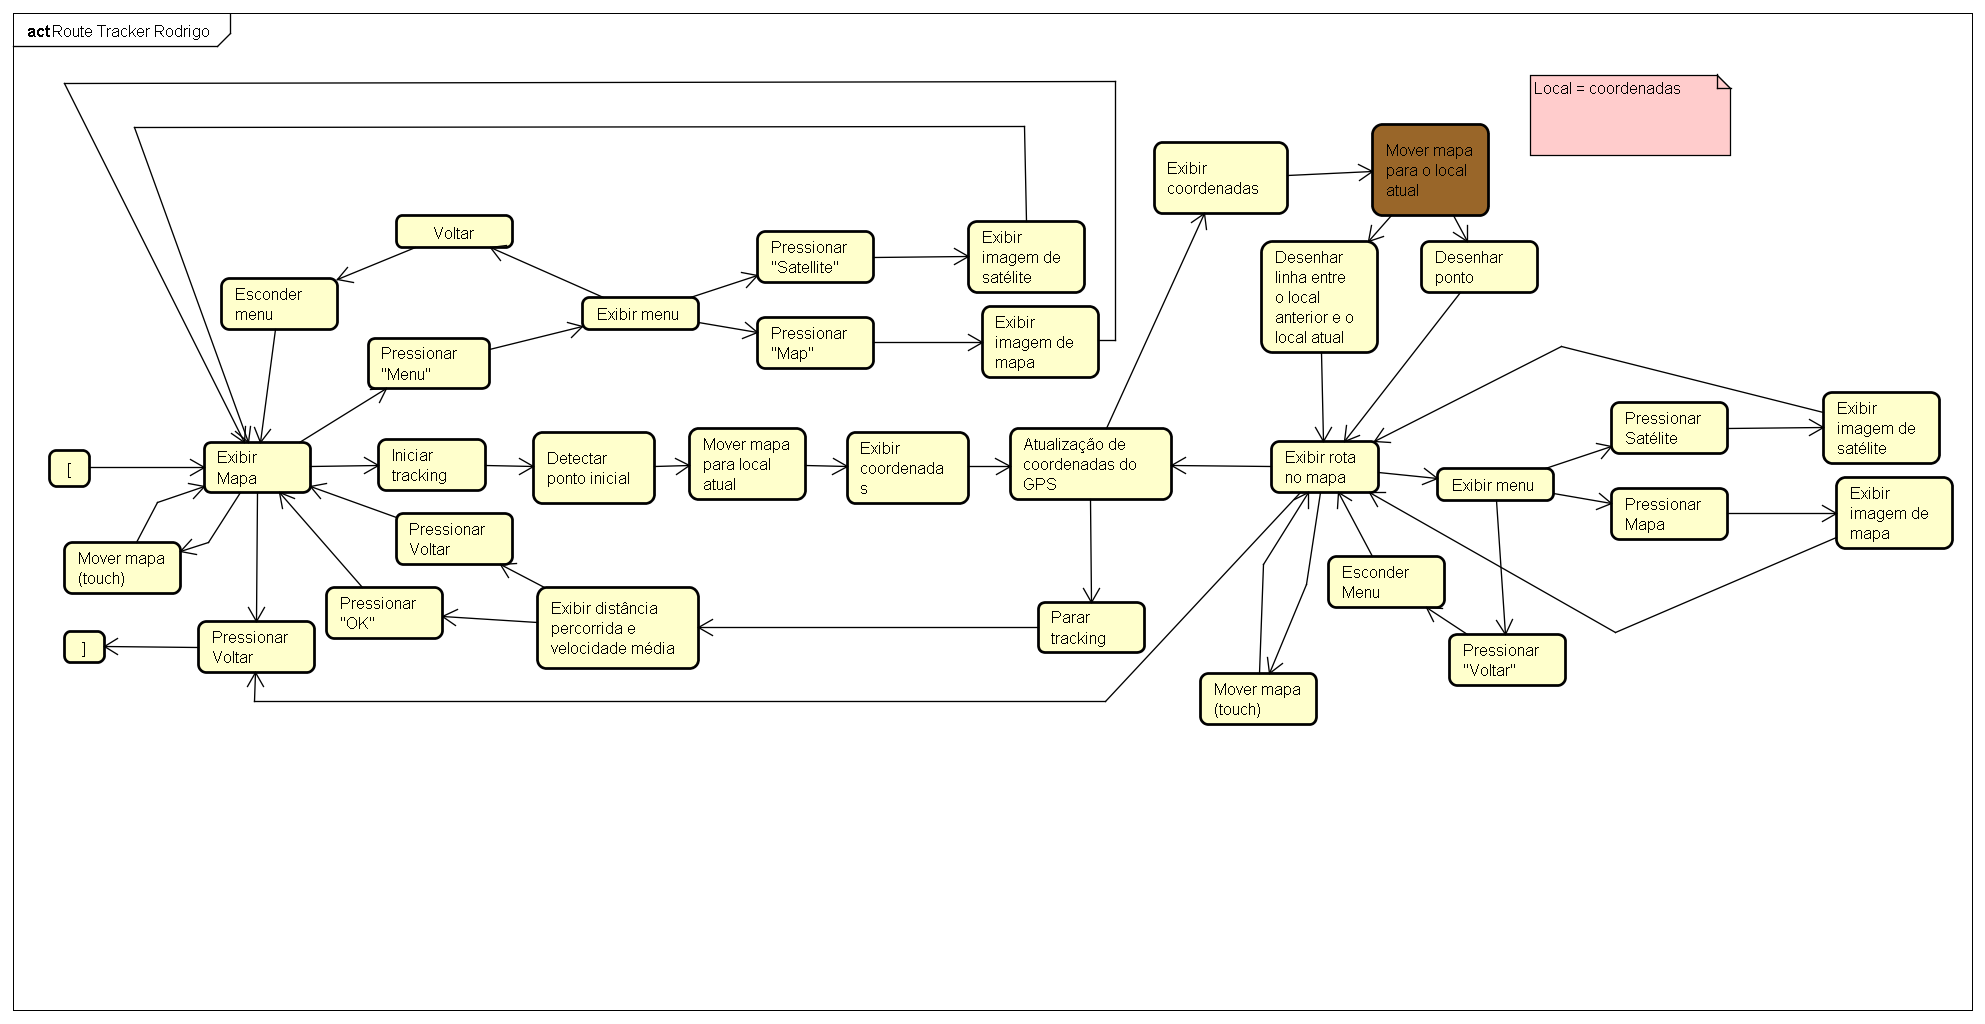 act Route Tracker Rodrigo
Local = coordenadas
Exibir
coordenadas
Mover mapa
para o local
atual
Voltar
Pressionar
"Satellite"
Exibir
imagem de
satélite
Desenhar
linha entre
o local
anterior e o
local atual
Desenhar
ponto
Esconder
menu
Exibir menu
Pressionar
"Map"
Exibir
imagem de
mapa
Pressionar
"Menu"
[
Exibir
Mapa
Iniciar
tracking
Detectar
ponto inicial
Mover mapa
para local
atual
Exibir
coordenada
s
Atualização de
coordenadas do
GPS
Exibir rota
no mapa
Exibir menu
Pressionar
Satélite
Exibir
imagem de
satélite
Pressionar
Mapa
Exibir
imagem de
mapa
Mover mapa
(touch)
Pressionar
Voltar
Pressionar
"OK"
Exibir distância
percorrida e
velocidade média
Parar
tracking
Esconder
Menu
]
Pressionar
Voltar
Pressionar
"Voltar"
Mover mapa
(touch)